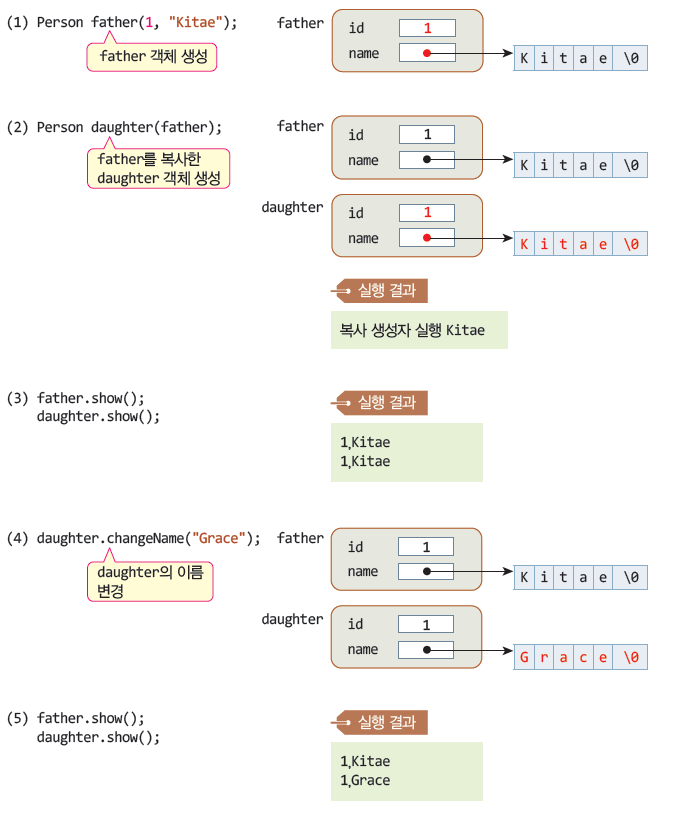 (1) Person father(1, "Kitae");
father 객체 생성
father
id 1
name
K i t a e \0
(2) Person daughter(father);
father를 복사한
daughter 객체 생성
father
id 1
name
K i t a e \0
daughter
id 1
name
K i t a e \0
실행 결과
복사 생성자 실행 Kitae
(3) father.show();
daughter.show();
실행 결과
1,Kitae
1,Kitae
(4) daughter.changeName("Grace");
daughter의 이름
변경
father
id 1
name
K i t a e \0
daughter
id 1
name
G r a c e \0
(5) father.show();
daughter.show();
실행 결과
1,Kitae
1,Grace